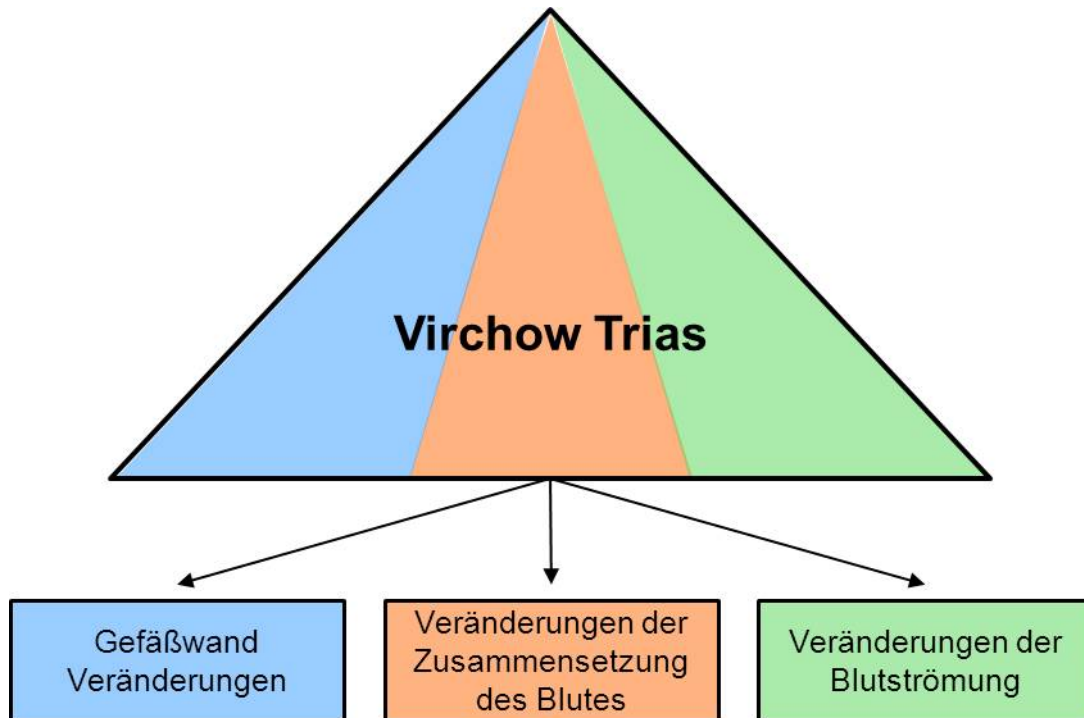 Virchow Trias
Gefäßwand
Veränderungen
Veränderungen der
Zusammensetzung
des Blutes
Veränderungen der
Blutströmung